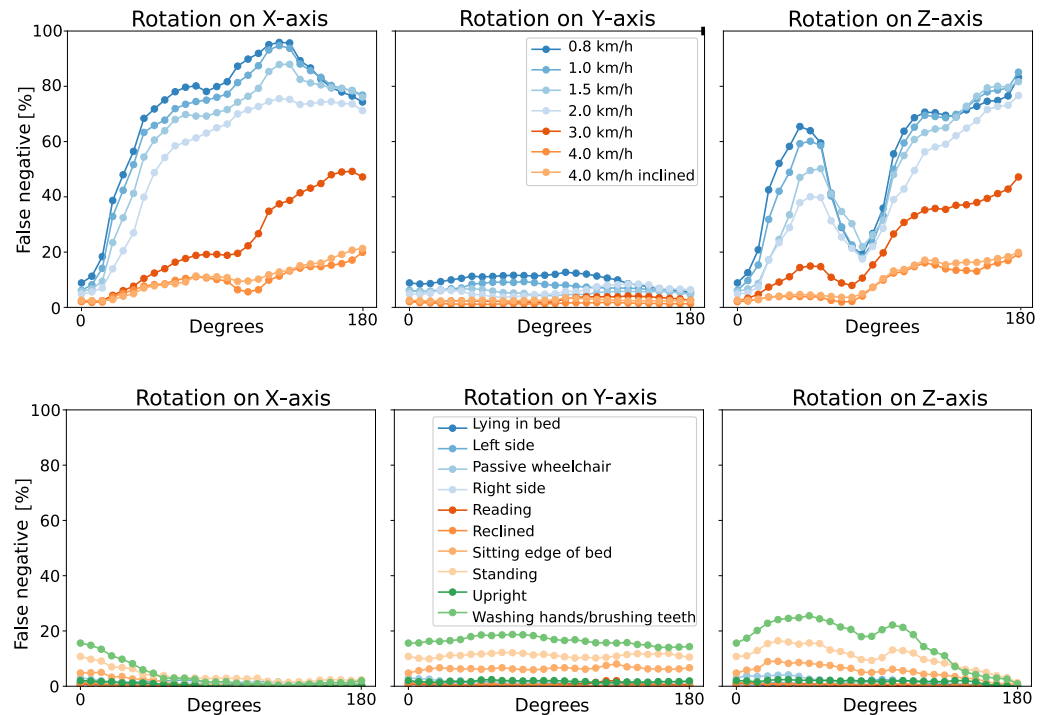 Rotation on X-axis
Rotation on Y-axis
Rotation on Z-axis
False negative [%]
100
80
60
40
20
0
0.8 km/h
1.0 km/h
1.5 km/h
2.0 km/h
3.0 km/h
4.0 km/h
4.0 km/h inclined
0 Degrees 180
0 Degrees 180
0 Degrees 180
Rotation on X-axis
Rotation on Y-axis
Rotation on Z-axis
False negative [%]
100
80
60
40
20
0
Lying in bed
Left side
Passive wheelchair
Right side
Reading
Reclined
Sitting edge of bed
Standing
Upright
Washing hands/brushing teeth
0 Degrees 180
0 Degrees 180
0 Degrees 180